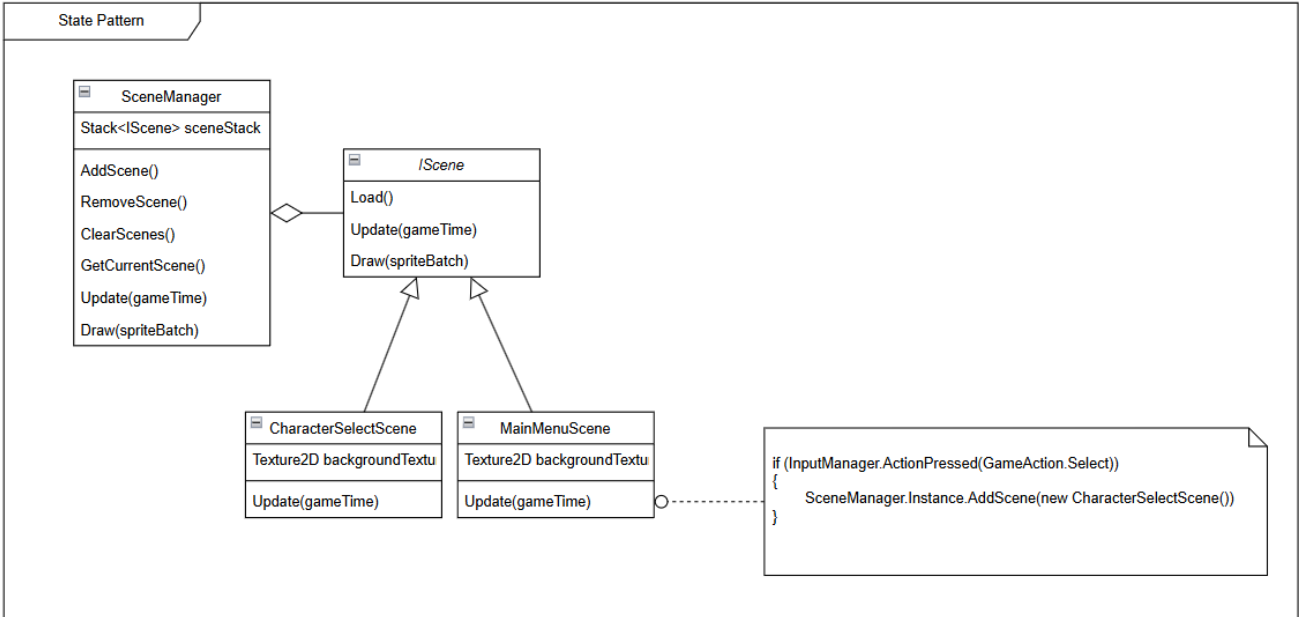 State Pattern
SceneManager
Stack<IScene> sceneStack
AddScene()
RemoveScene()
ClearScenes()
GetCurrentScene()
Update(gameTime)
Draw(spriteBatch)
IScene
Load()
Update(gameTime)
Draw(spriteBatch)
CharacterSelectScene
Texture2D backgroundTextu
Update(gameTime)
MainMenuScene
Texture2D backgroundTextu
Update(gameTime)
if (InputManager.ActionPressed(GameAction.Select))
{
SceneManager.Instance.AddScene(new CharacterSelectScene())
}